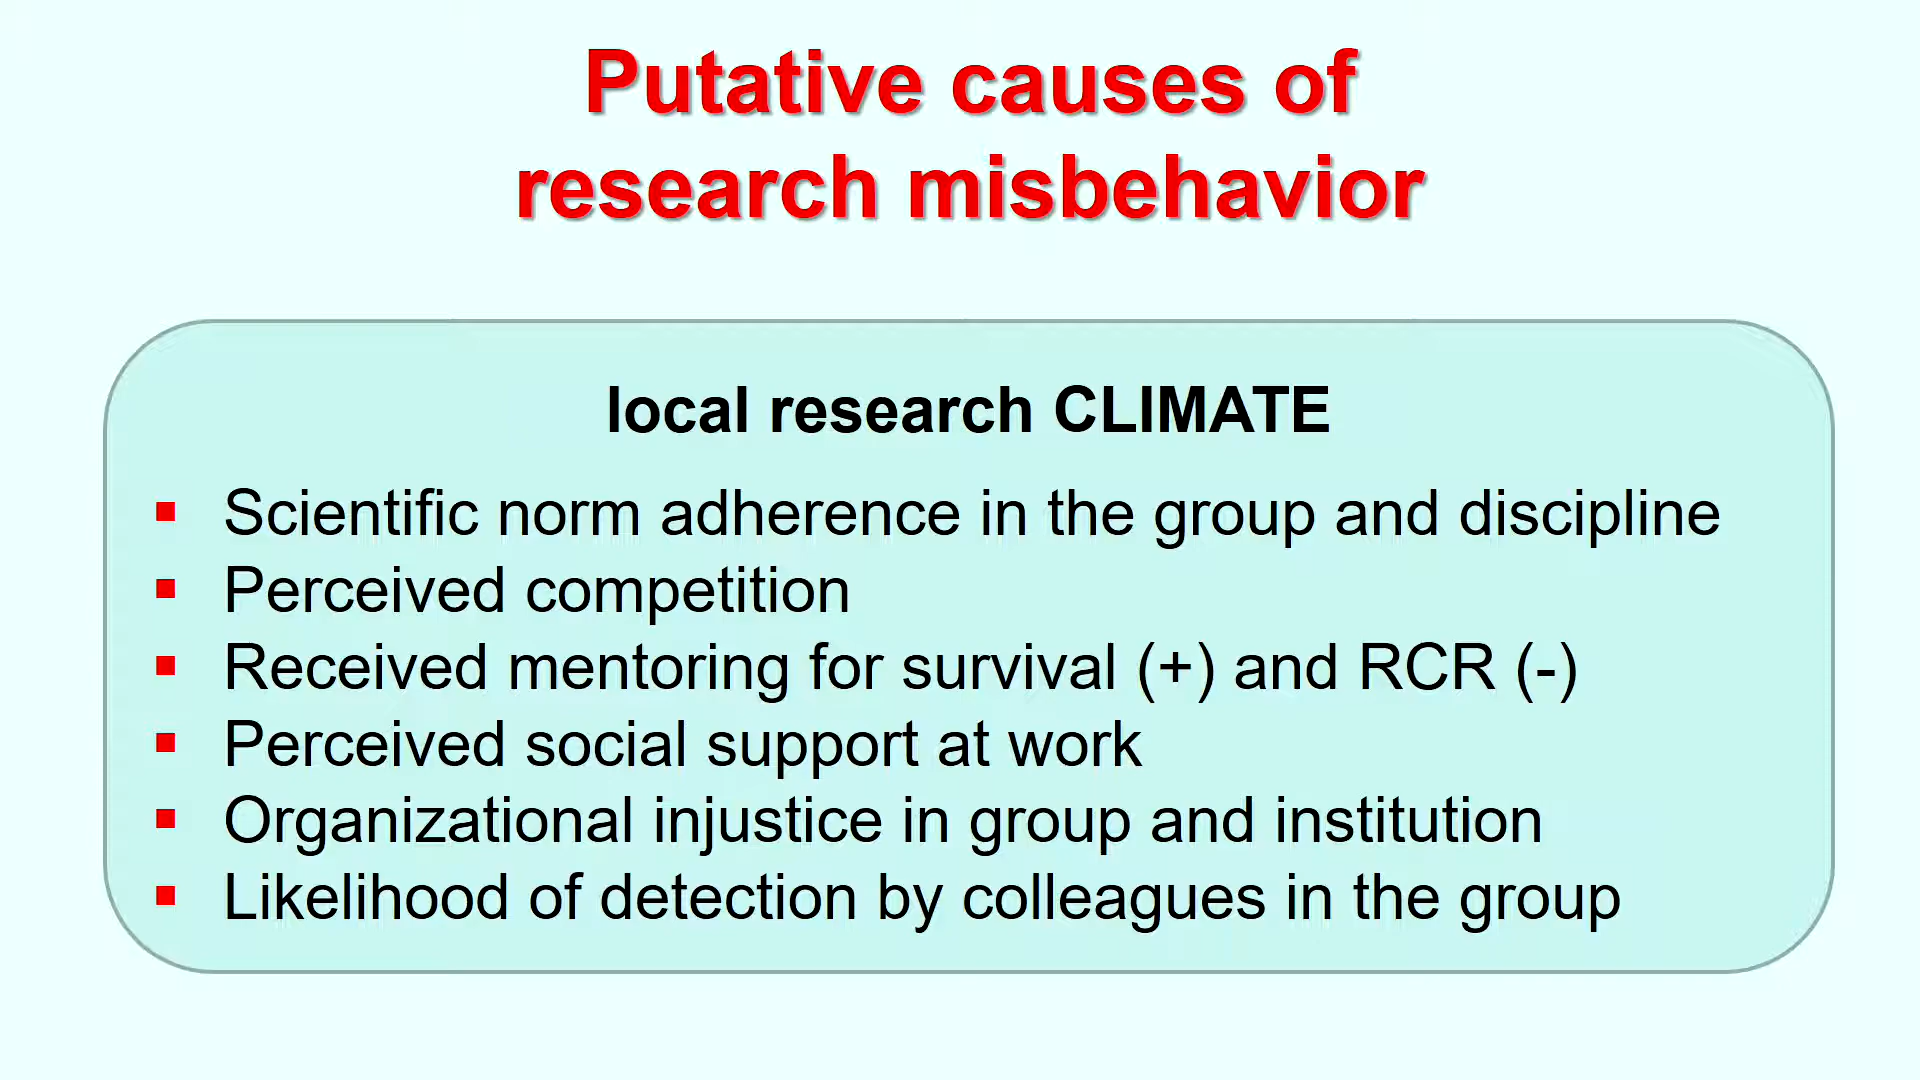 Putative causes of
research misbehavior
local research CLIMATE
▪ Scientific norm adherence in the group and discipline
▪ Perceived competition
▪ Received mentoring for survival (+) and RCR (-)
▪ Perceived social support at work
▪ Organizational injustice in group and institution
▪ Likelihood of detection by colleagues in the group